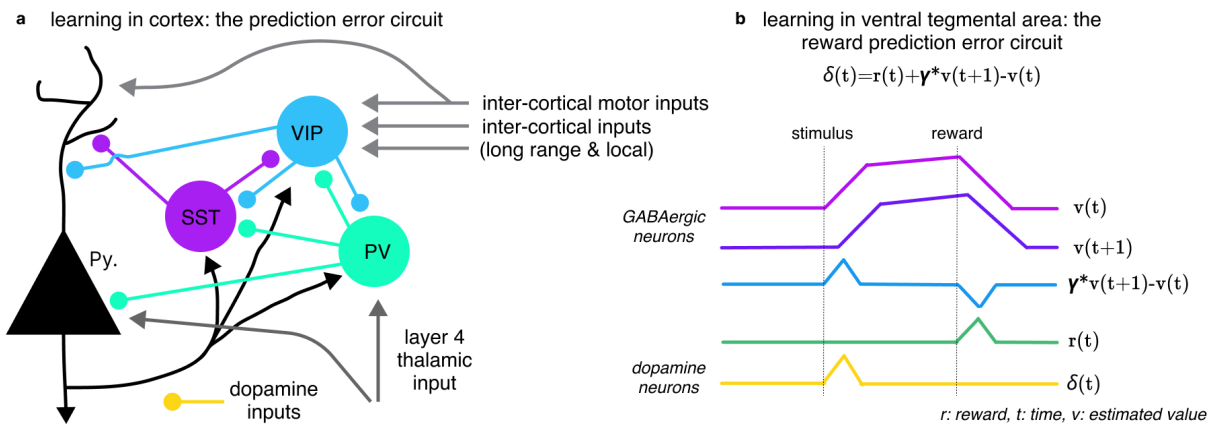 a learning in cortex: the prediction error circuit
VIP
SST
PV
Py.
inter-cortical motor inputs
inter-cortical inputs
(long range & local)
layer 4
thalamic
input
dopamine
inputs
b learning in ventral tegmental area: the
reward prediction error circuit
δ(t)=r(t)+γ*v(t+1)-v(t)
stimulus
reward
GABAergic
neurons
v(t)
v(t+1)
γ*v(t+1)-v(t)
r(t)
dopamine
neurons
δ(t)
r: reward, t: time, v: estimated value